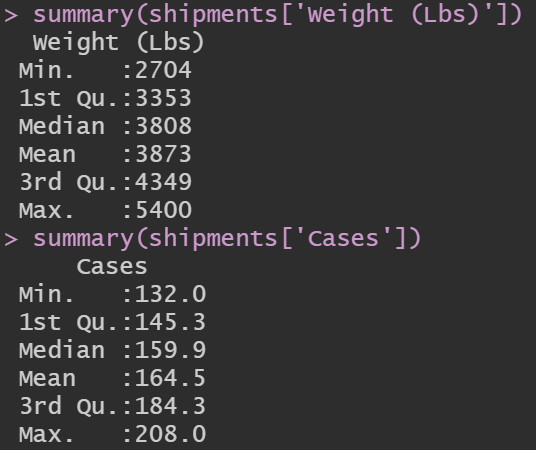 > summary(shipments['Weight (Lbs)'])
  Weight (Lbs)
 Min.   :2704
 1st Qu.:3353
 Median :3808
 Mean   :3873
 3rd Qu.:4349
 Max.   :5400
> summary(shipments['Cases'])
     Cases
 Min.   :132.0
 1st Qu.:145.3
 Median :159.9
 Mean   :164.5
 3rd Qu.:184.3
 Max.   :208.0